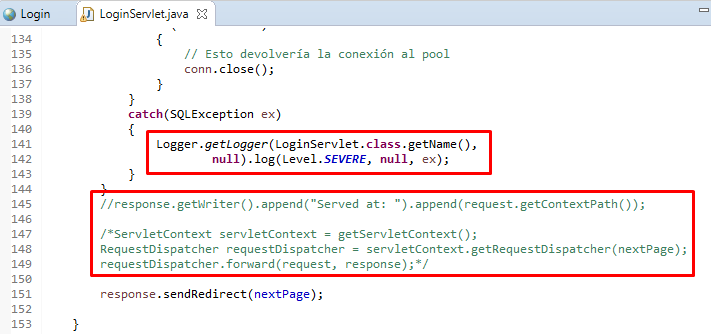 Login LoginServlet.java
134 {
135 // Esto devolvería la conexión al pool
136 conn.close();
137 }
138 }
139 catch(SQLException ex)
140 {
141 Logger.getLogger(LoginServlet.class.getName(),
142 null).log(Level.SEVERE, null, ex);
143 }
144 }
145 //response.getWriter().append("Served at: ").append(request.getContextPath());
146
147 /*ServletContext servletContext = getServletContext();
148 RequestDispatcher requestDispatcher = servletContext.getRequestDispatcher(nextPage);
149 requestDispatcher.forward(request, response);*/
150
151 response.sendRedirect(nextPage);
152
153 }